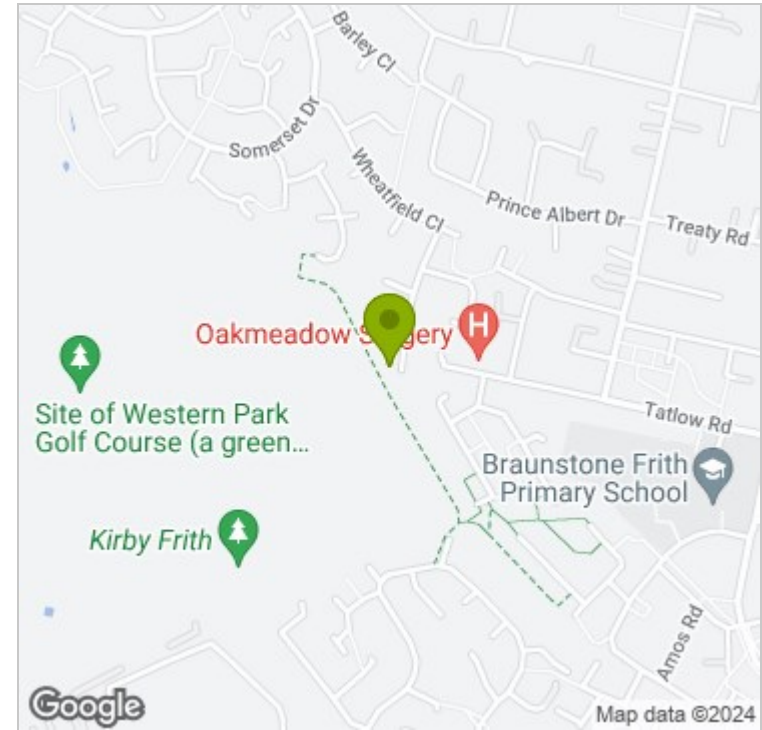 Barley Cl
Somerset Dr
Wheatfield Cl
Prince Albert Dr
Treaty Rd
Oakmeadow
H
Site of Western Park
Golf Course (a green...
Tatlow Rd
Braunstone Frith
Primary School
Kirby Frith
Amos Rd
Google
Map data ©2024